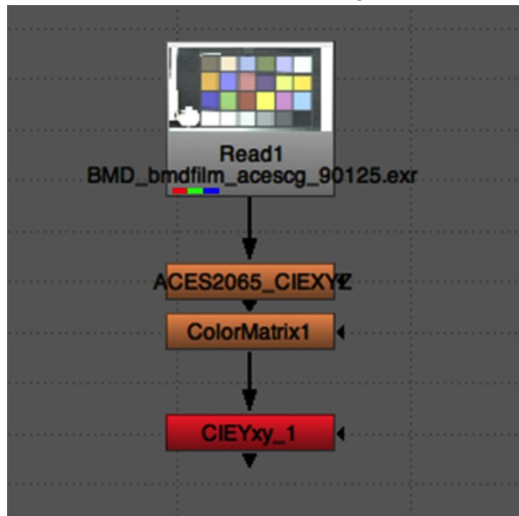 Read1
BMD_bmdfilm_acescg_90125.exr
ACES2065_CIEXYZ
ColorMatrix1
CIEYxy_1